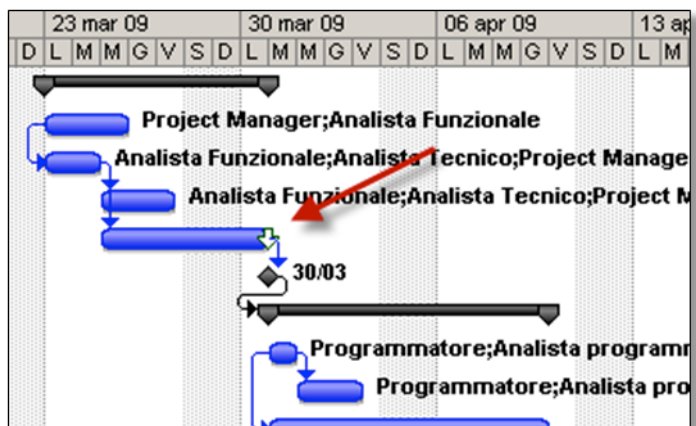 23 mar 09 30 mar 09 06 apr 09 13 ap
D L M M G V S D L M M G V S D L M M G V S D L M
Project Manager;Analista Funzionale
Analista Funzionale;Analista Tecnico;Project Manage
Analista Funzionale;Analista Tecnico;Project M
30/03
Programmatore;Analista programm
Programmatore;Analista pro